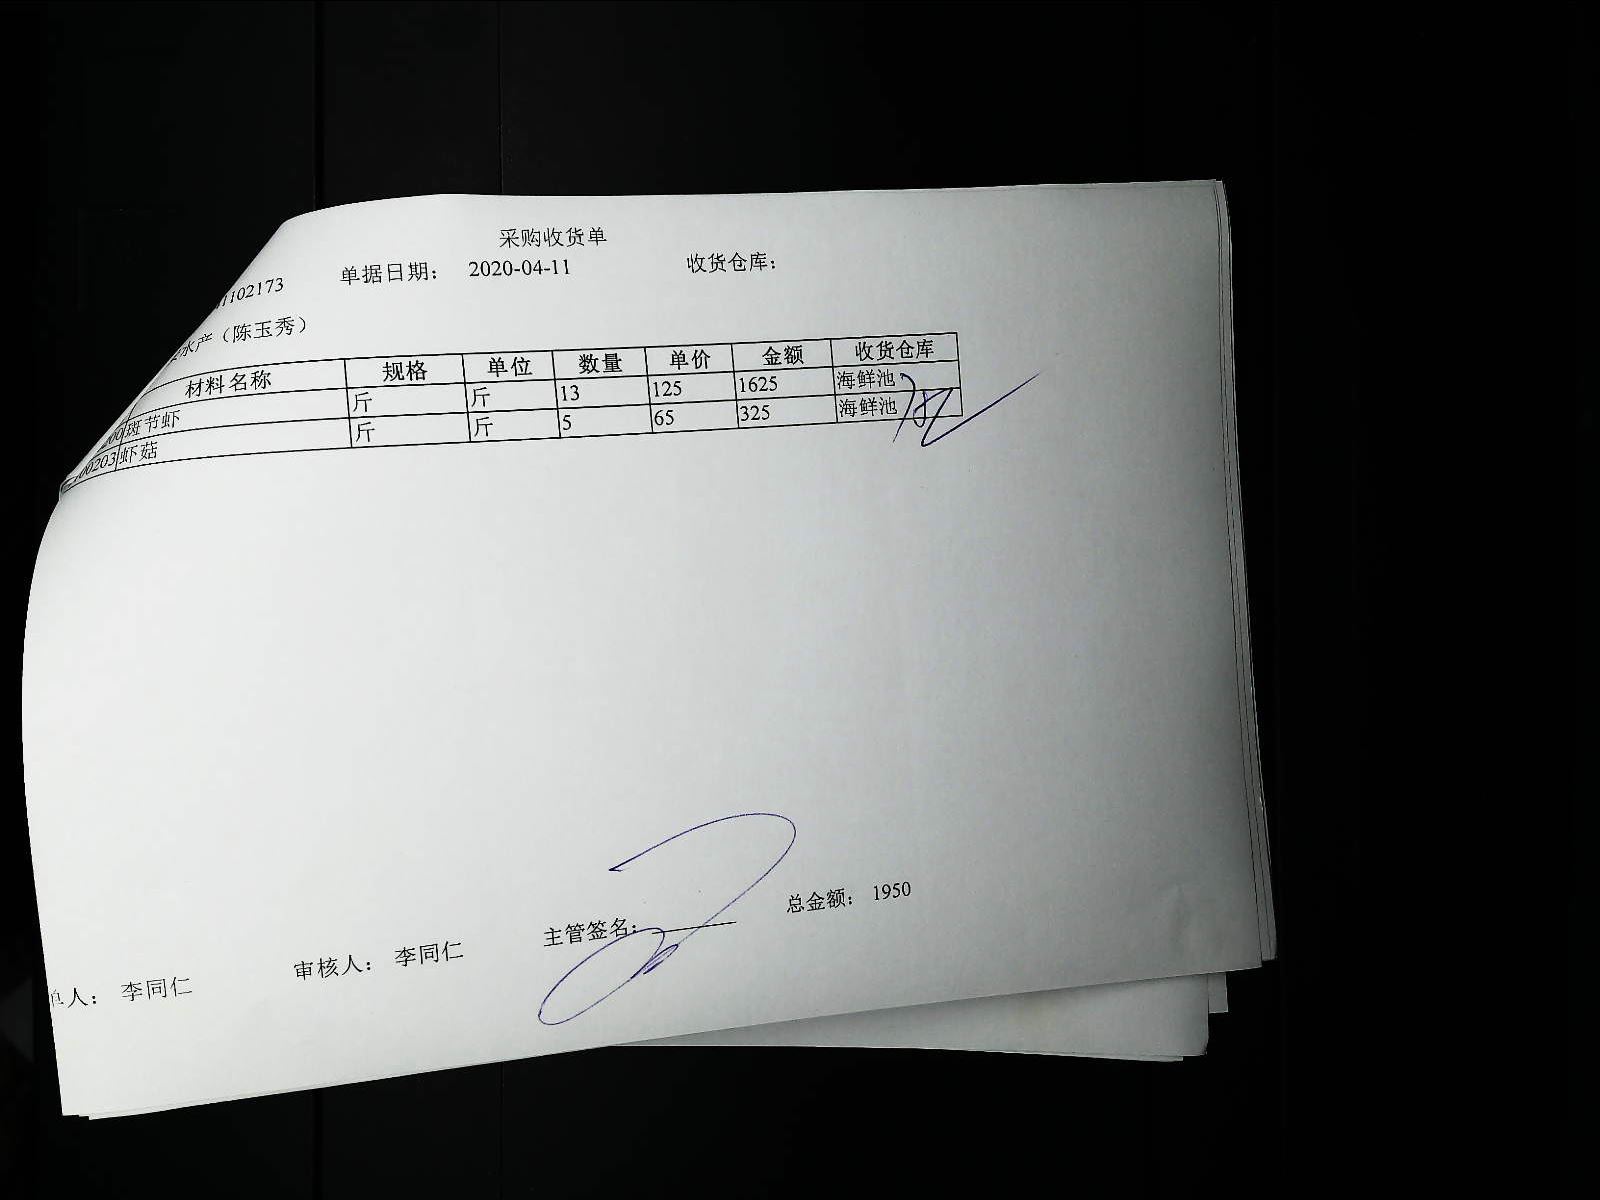 采购收货单
1102173 单据日期： 2020-04-11 收货仓库：
水产（陈玉秀）
材料名称 规格 单位 数量 单价 金额 收货仓库
200 斑节虾 斤 斤 13 125 1625 海鲜池
00203 虾菇 斤 斤 5 65 325 海鲜池
单人： 李同仁 审核人： 李同仁 主管签名： 总金额： 1950